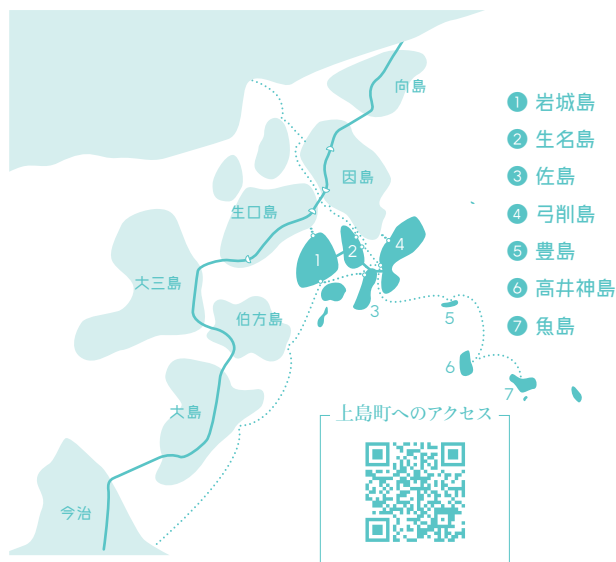 向島
因島
生口島
大三島
伯方島
大島
今治
1
2
3
4
5
6
7
1 岩城島
2 生名島
3 佐島
4 弓削島
5 豊島
6 高井神島
7 魚島
上島町へのアクセス